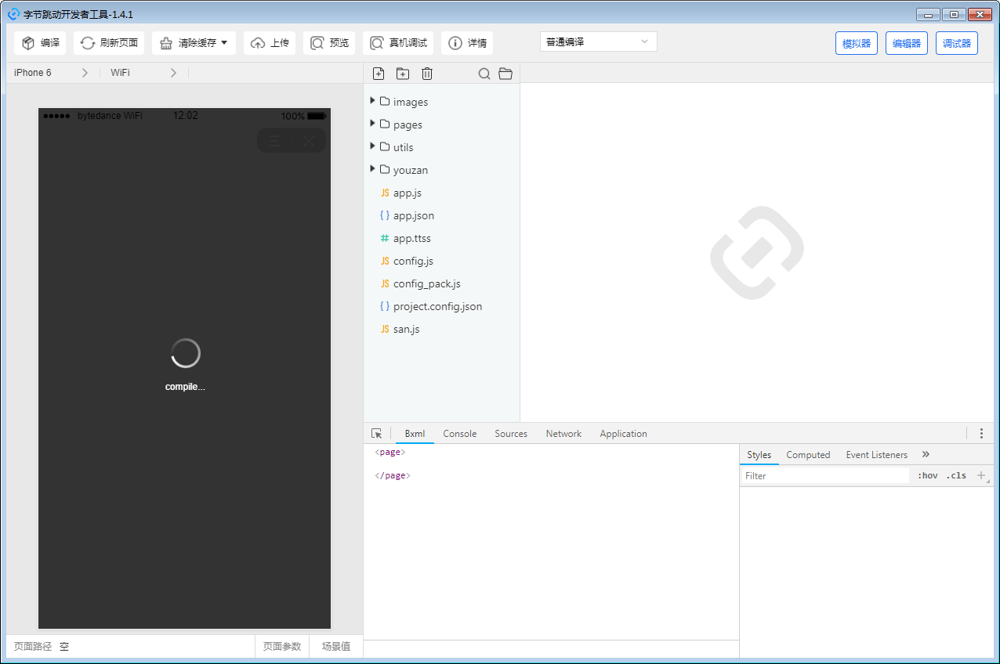 字节跳动开发者工具-1.4.1
编译 刷新页面 清除缓存 上传 预览 真机调试 详情 普通编译 模拟器 编辑器 调试器
iPhone 6 WiFi
●●●●● bytedance WiFi 12:02 100%
compile...
页面路径 空 页面参数 场景值
images
pages
utils
youzan
JS app.js
{ } app.json
# app.ttss
JS config.js
JS config_pack.js
{ } project.config.json
JS san.js
Bxml Console Sources Network Application
<page>
</page>
Styles Computed Event Listeners »
Filter :hov .cls +